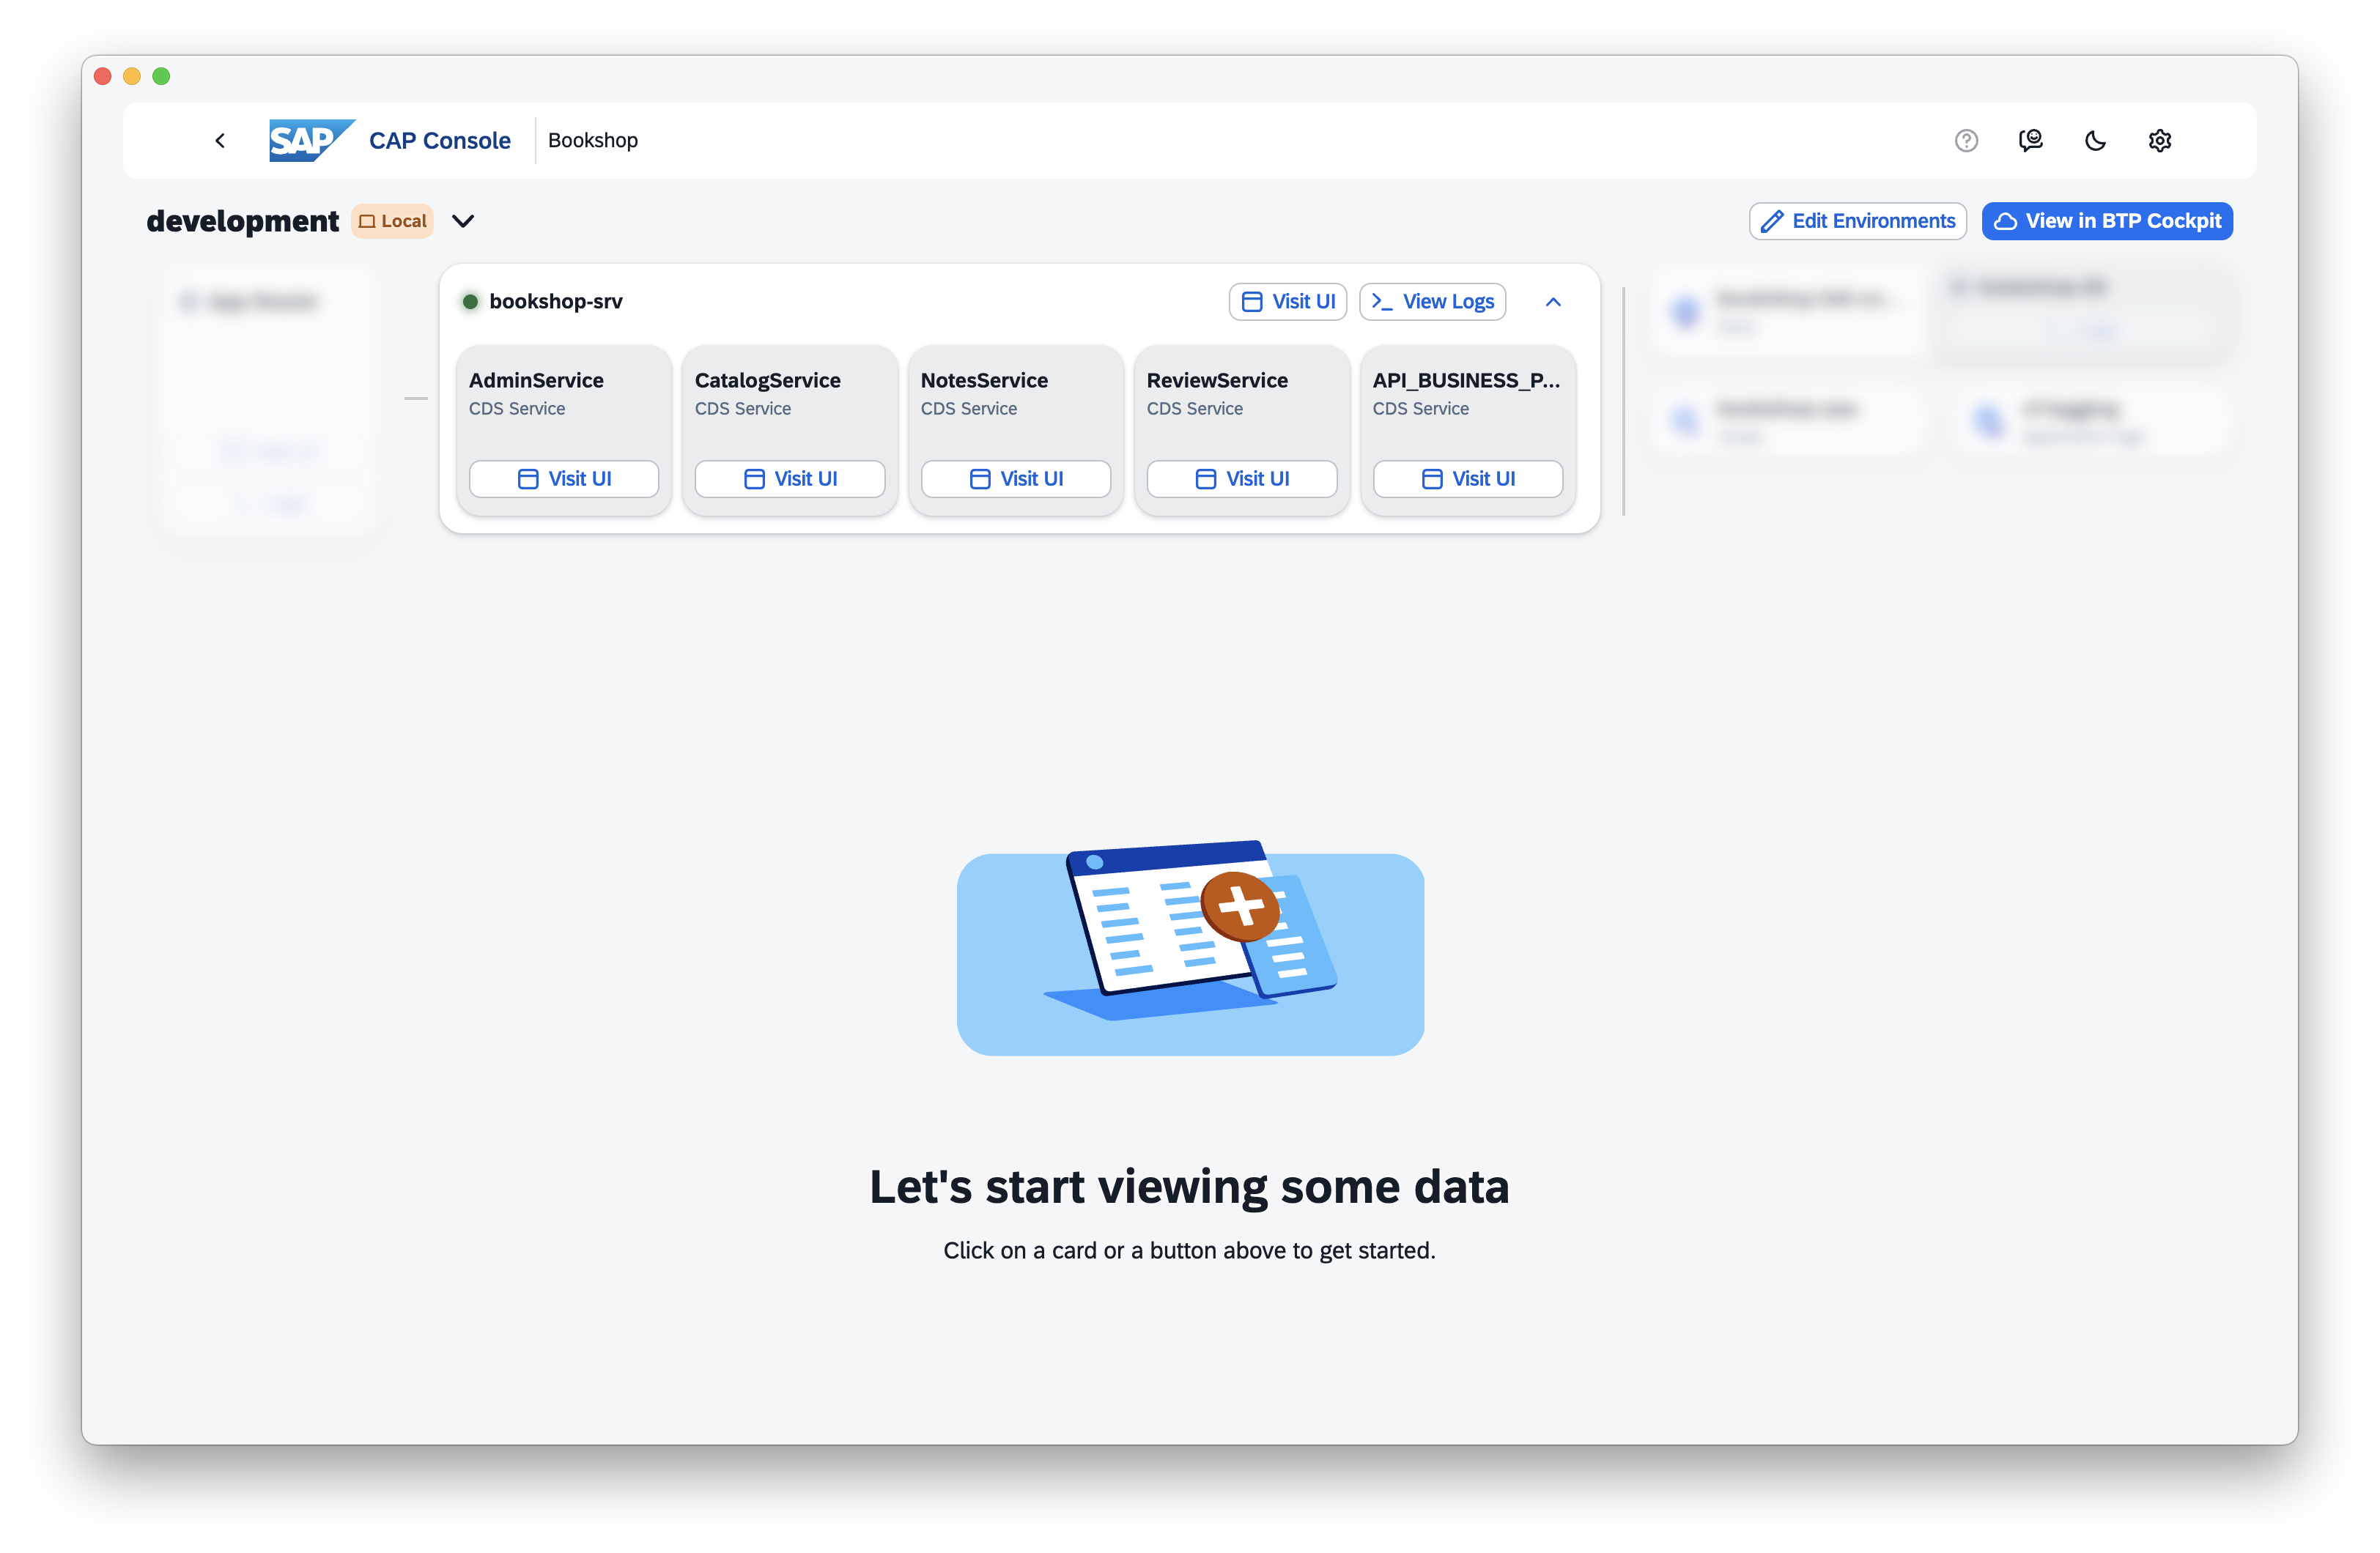 SAP CAP Console Bookshop
development Local Edit Environments View in BTP Cockpit
bookshop-srv Visit UI View Logs
AdminService CatalogService NotesService ReviewService API_BUSINESS_P...
CDS Service CDS Service CDS Service CDS Service CDS Service
Visit UI Visit UI Visit UI Visit UI Visit UI
Let's start viewing some data
Click on a card or a button above to get started.